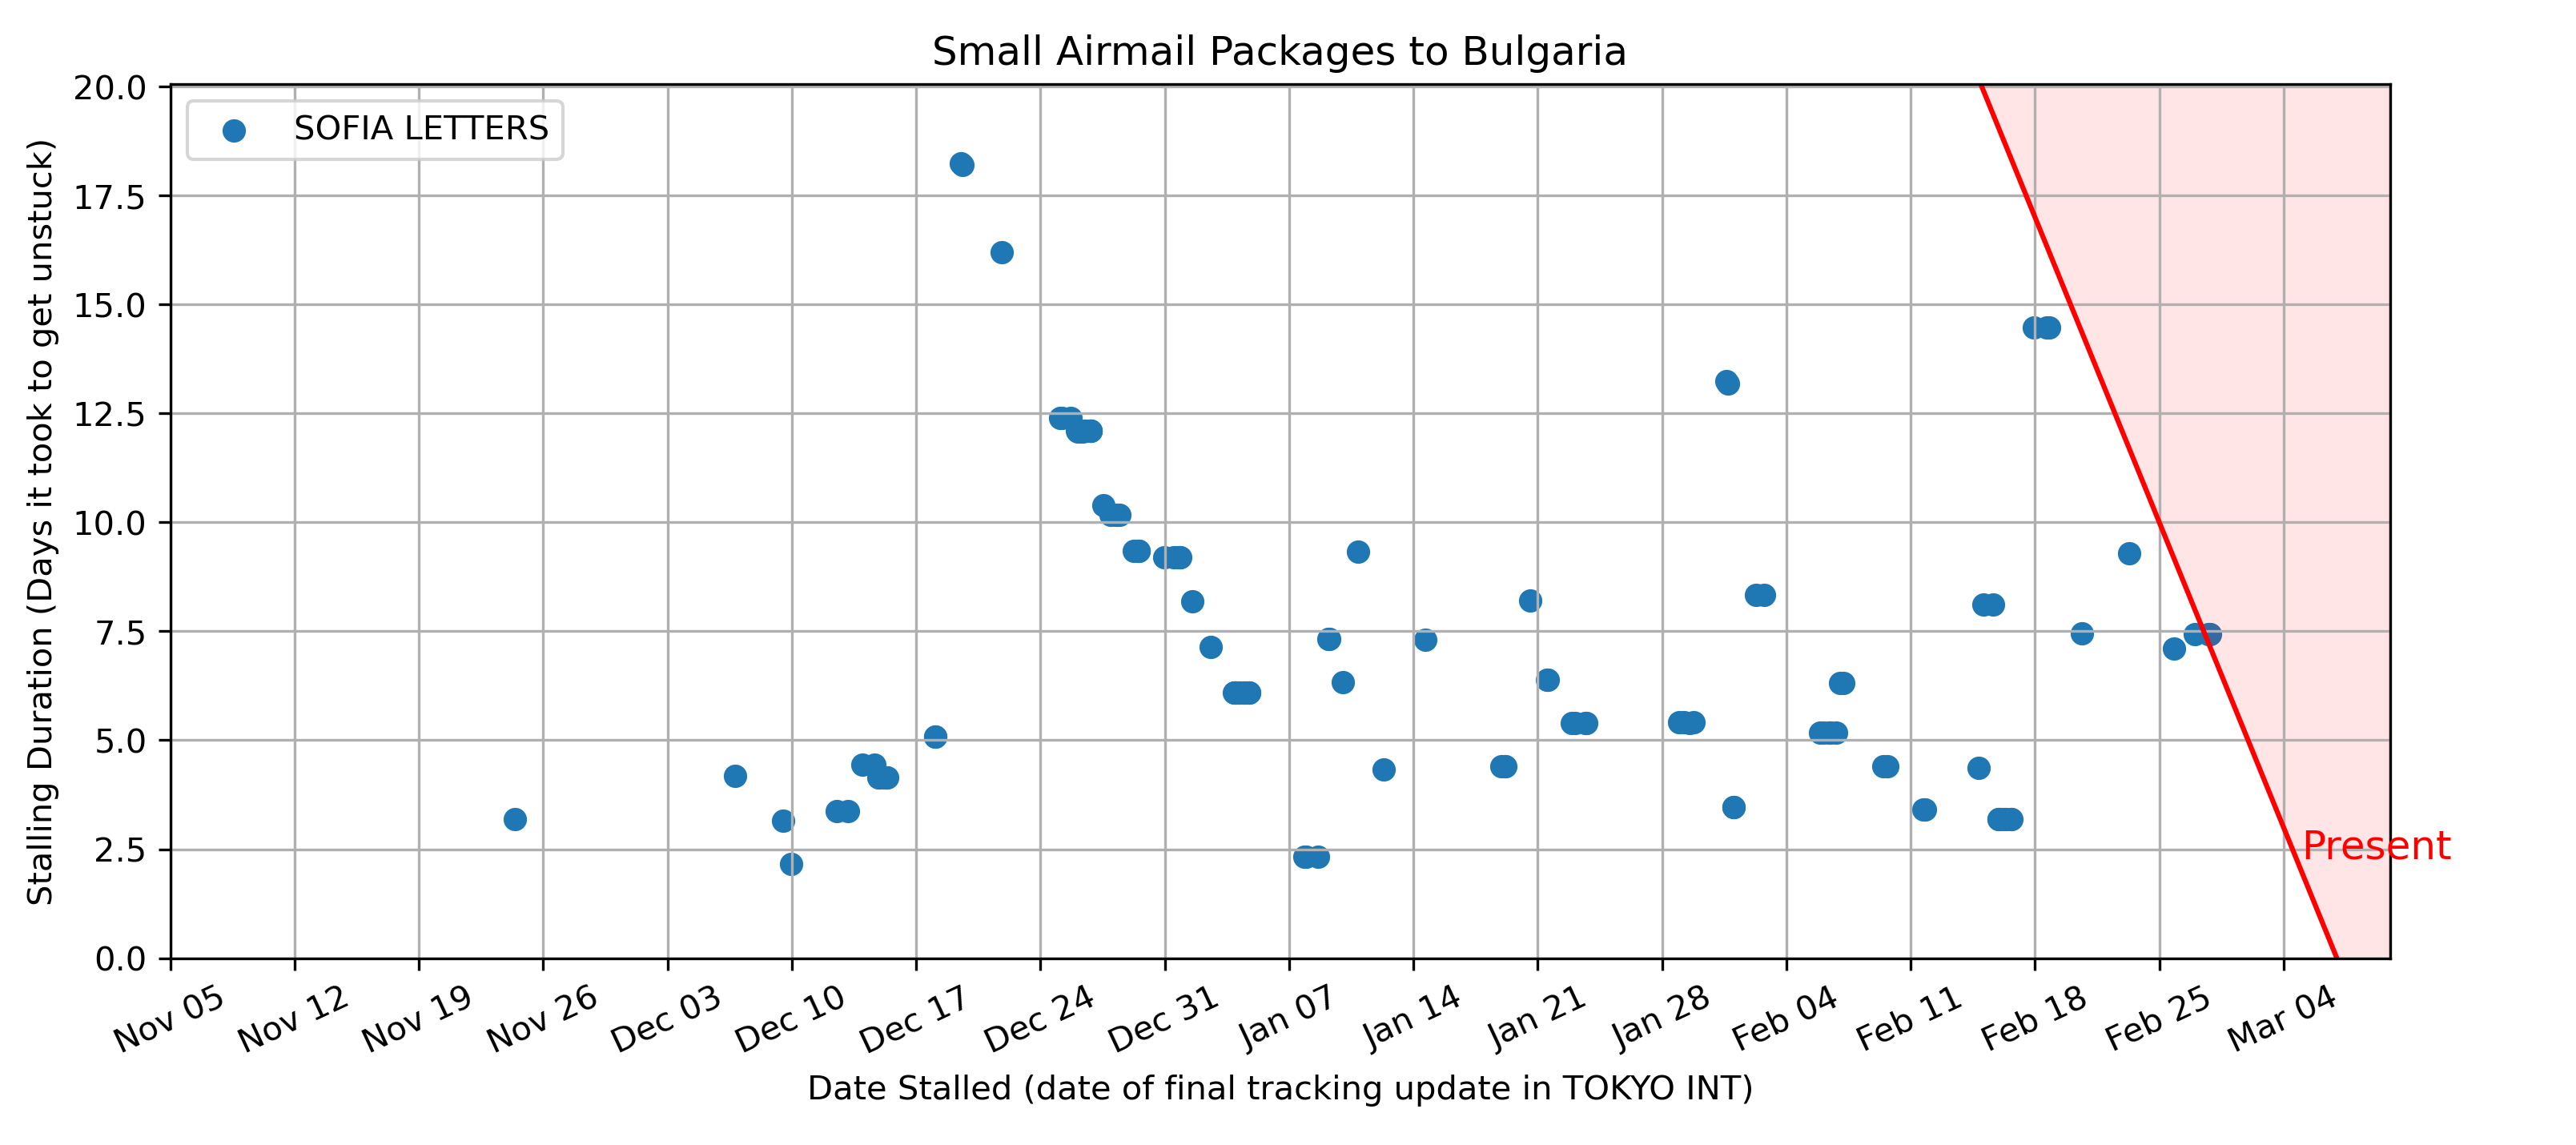 Small Airmail Packages to Bulgaria
SOFIA LETTERS
Stalling Duration (Days it took to get unstuck)
20.0
17.5
15.0
12.5
10.0
7.5
5.0
2.5
0.0
Present
Nov 05
Nov 12
Nov 19
Nov 26
Dec 03
Dec 10
Dec 17
Dec 24
Dec 31
Jan 07
Jan 14
Jan 21
Jan 28
Feb 04
Feb 11
Feb 18
Feb 25
Mar 04
Date Stalled (date of final tracking update in TOKYO INT)